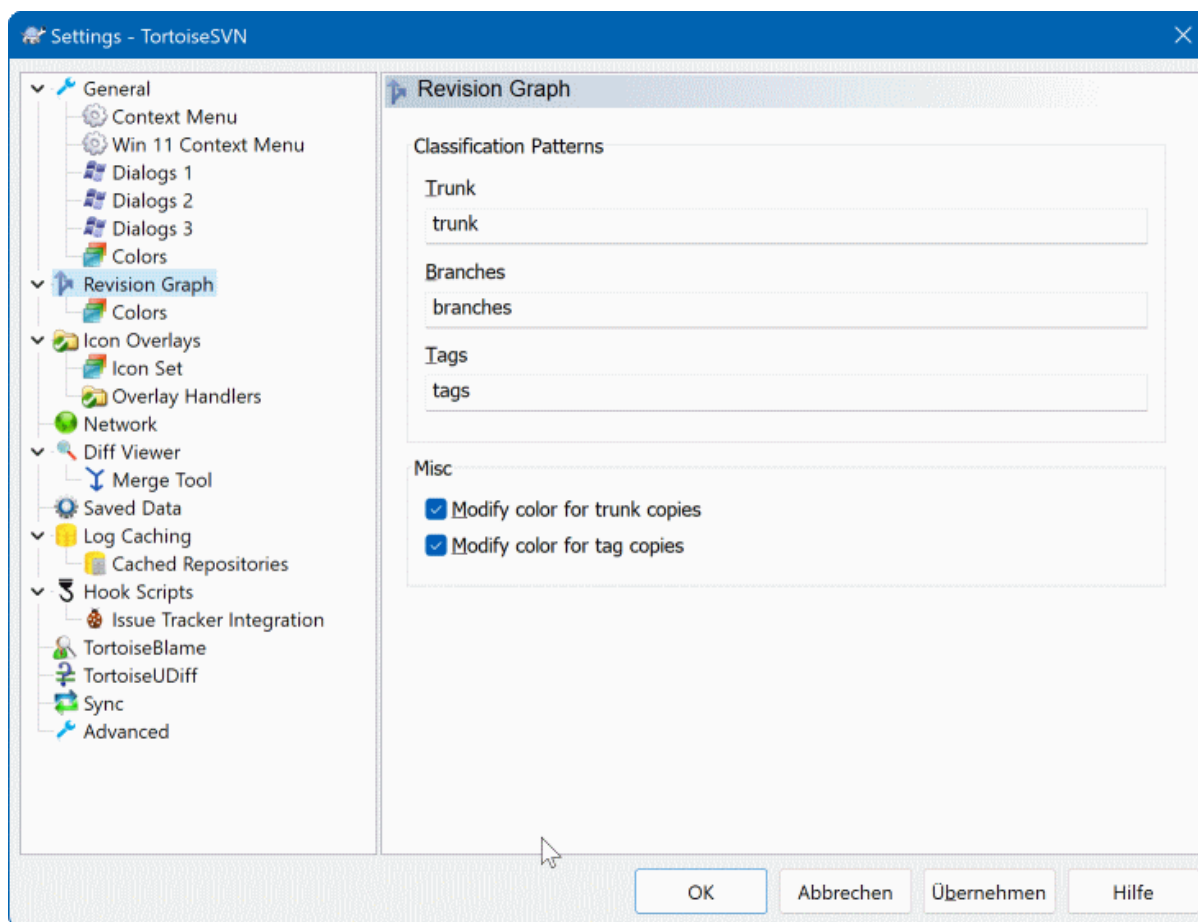 Settings - TortoiseSVN
General
Context Menu
Win 11 Context Menu
Dialogs 1
Dialogs 2
Dialogs 3
Colors
Revision Graph
Colors
Icon Overlays
Icon Set
Overlay Handlers
Network
Diff Viewer
Merge Tool
Saved Data
Log Caching
Cached Repositories
Hook Scripts
Issue Tracker Integration
TortoiseBlame
TortoiseUDiff
Sync
Advanced
Revision Graph
Classification Patterns
Trunk
trunk
Branches
branches
Tags
tags
Misc
Modify color for trunk copies
Modify color for tag copies
OK Abbrechen Übernehmen Hilfe